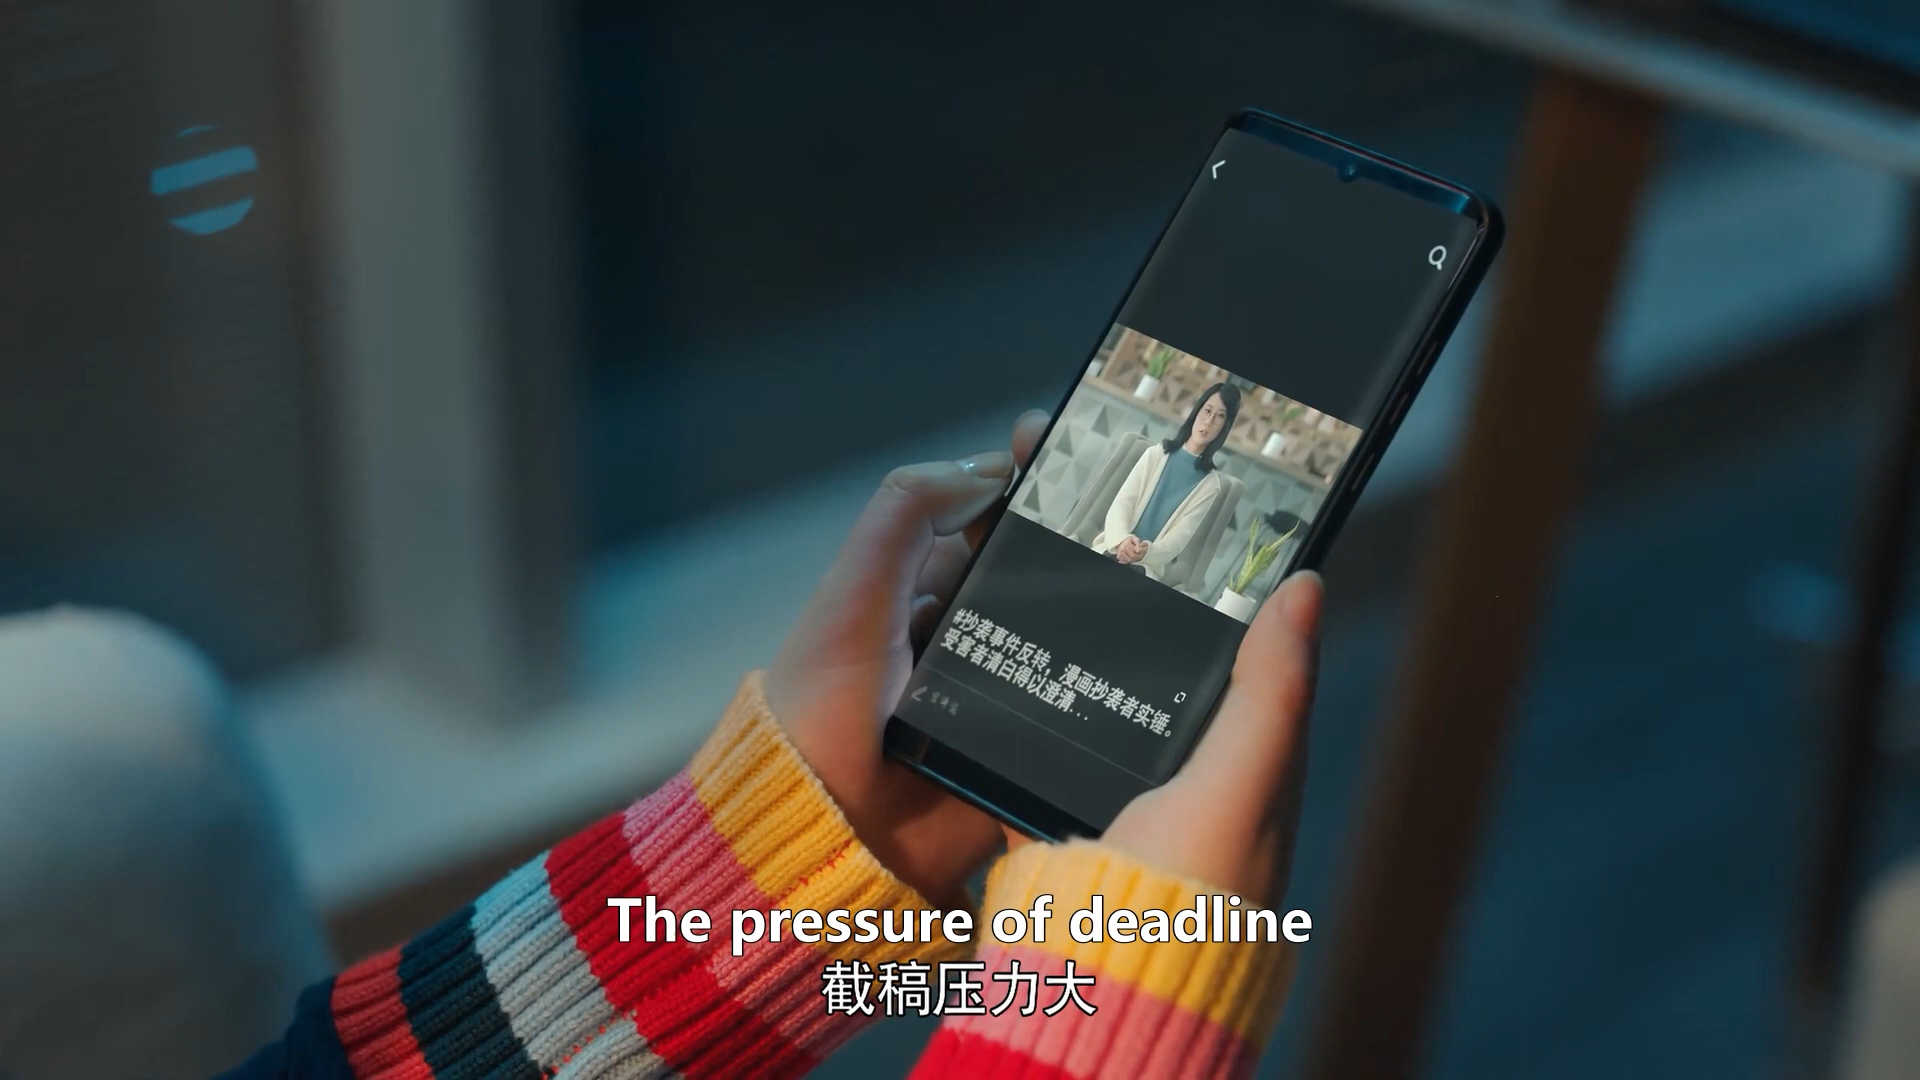 #抄袭事件反转，漫画抄袭者实锤。
受害者清白得以澄清...
The pressure of deadline
截稿压力大